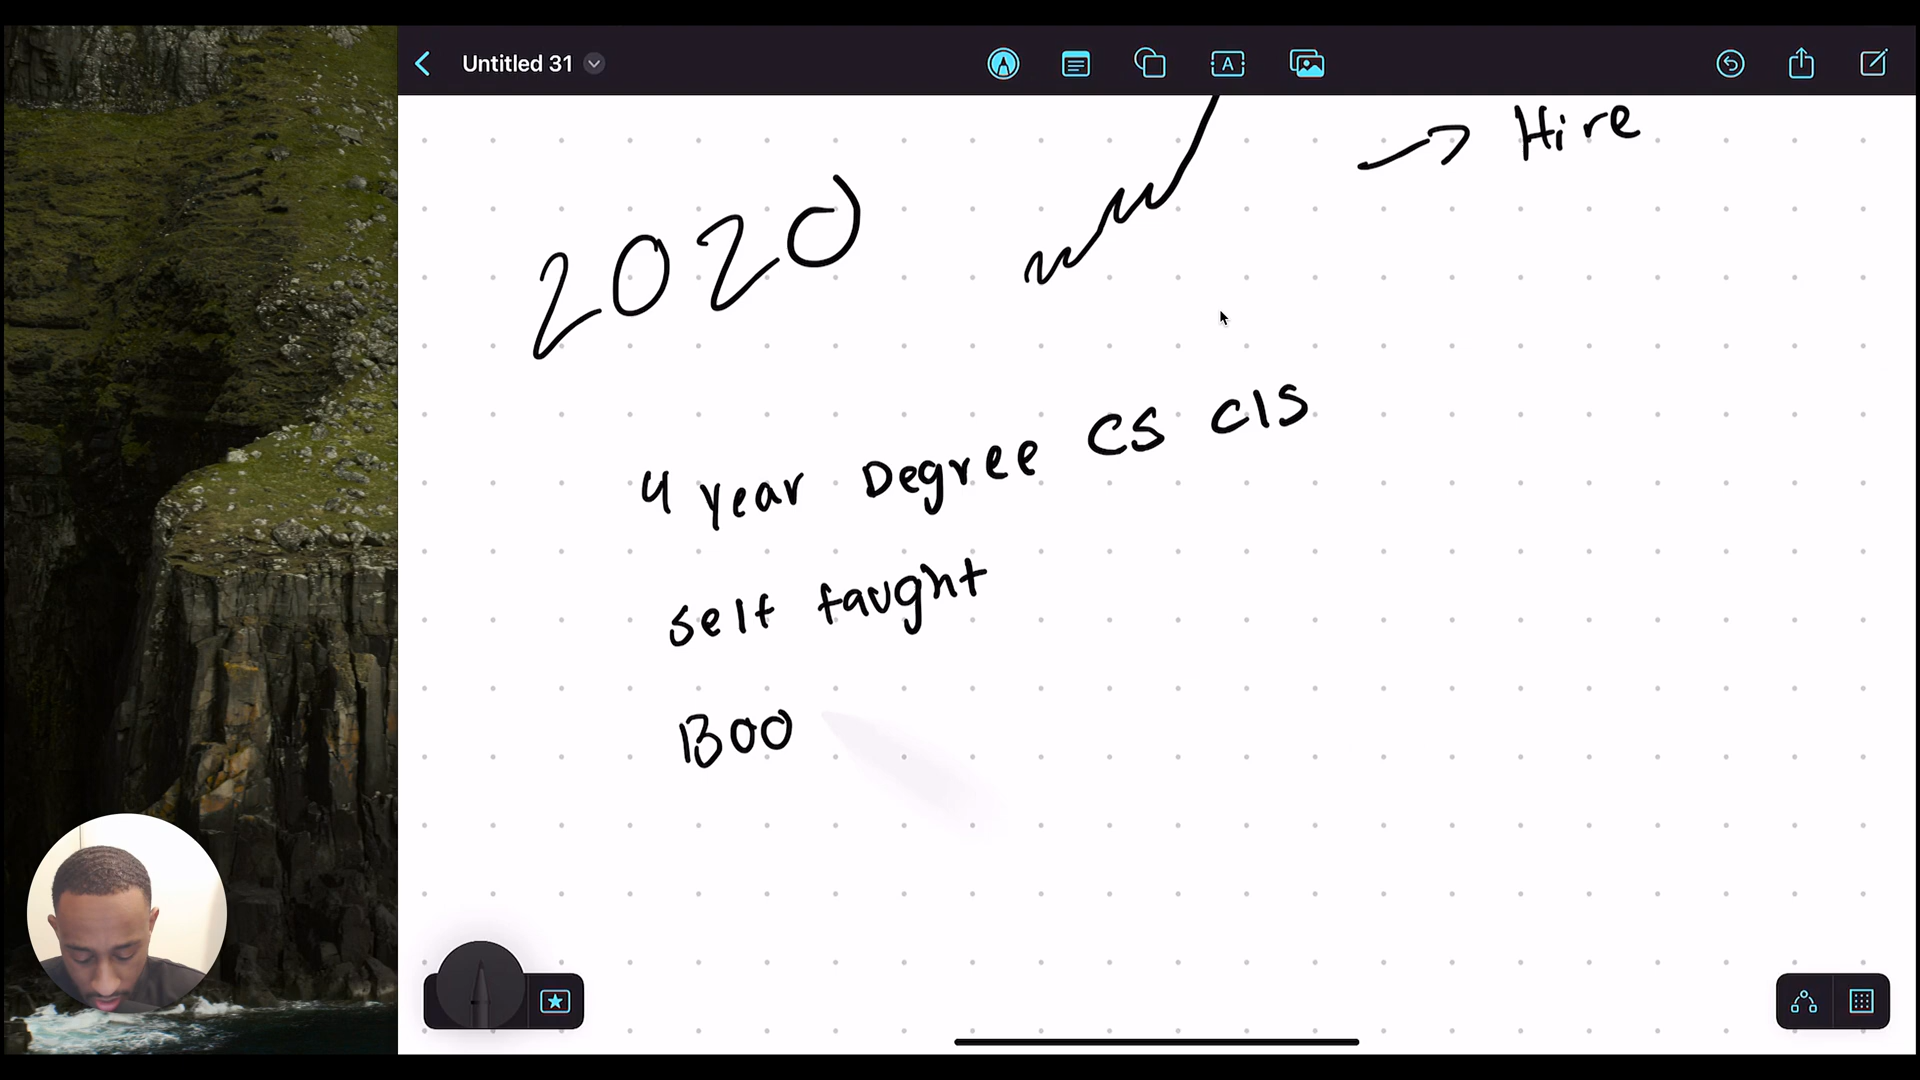 Untitled 31
A
→ Hire
2020
4 year Degree CS CIS
self taught
Boo